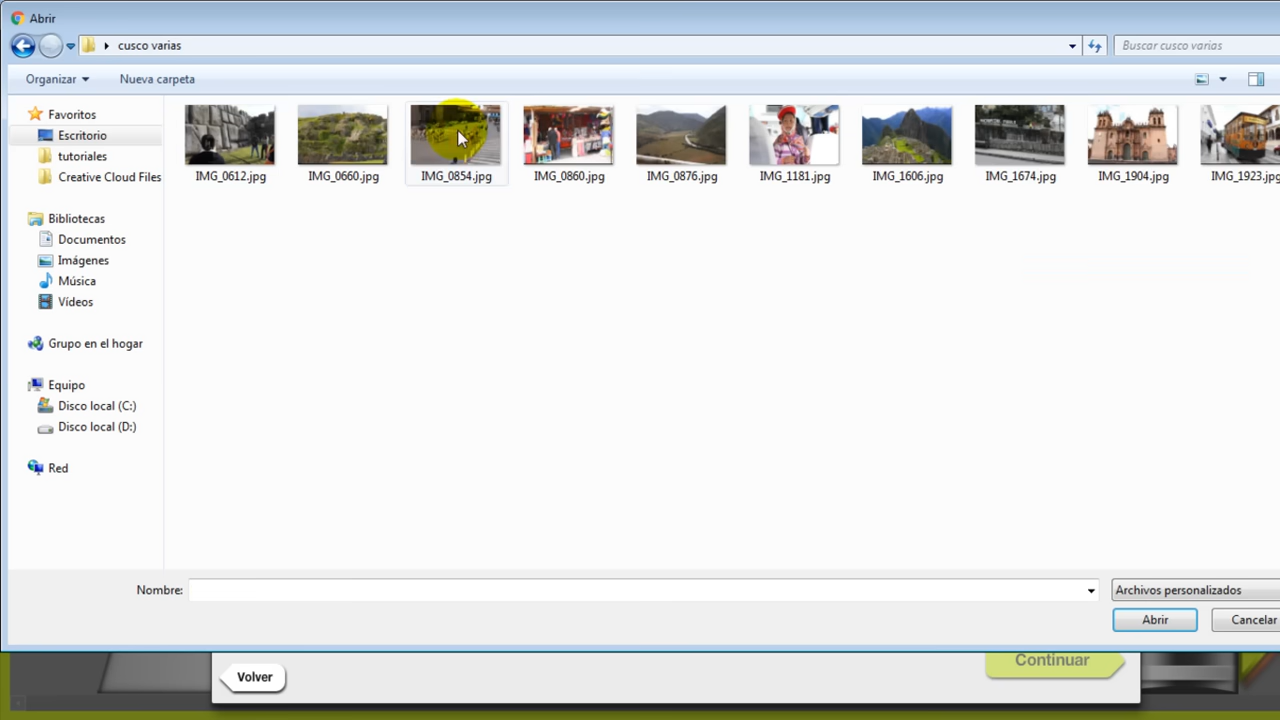 Abrir
cusco varias
Buscar cusco varias
Organizar
Nueva carpeta
Favoritos
Escritorio
tutoriales
Creative Cloud Files
Bibliotecas
Documentos
Imágenes
Música
Vídeos
Grupo en el hogar
Equipo
Disco local (C:)
Disco local (D:)
Red
IMG_0612.jpg
IMG_0660.jpg
IMG_0854.jpg
IMG_0860.jpg
IMG_0876.jpg
IMG_1181.jpg
IMG_1606.jpg
IMG_1674.jpg
IMG_1904.jpg
IMG_1923.jpg
Nombre:
Archivos personalizados
Abrir
Cancelar
Volver
Continuar